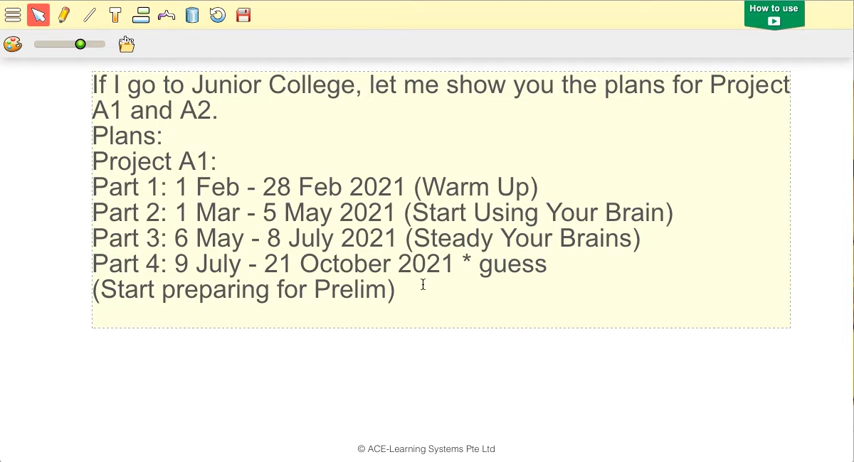 How to use
If I go to Junior College, let me show you the plans for Project
A1 and A2.
Plans:
Project A1:
Part 1: 1 Feb - 28 Feb 2021 (Warm Up)
Part 2: 1 Mar - 5 May 2021 (Start Using Your Brain)
Part 3: 6 May - 8 July 2021 (Steady Your Brains)
Part 4: 9 July - 21 October 2021 * guess
(Start preparing for Prelim)
© ACE-Learning Systems Pte Ltd